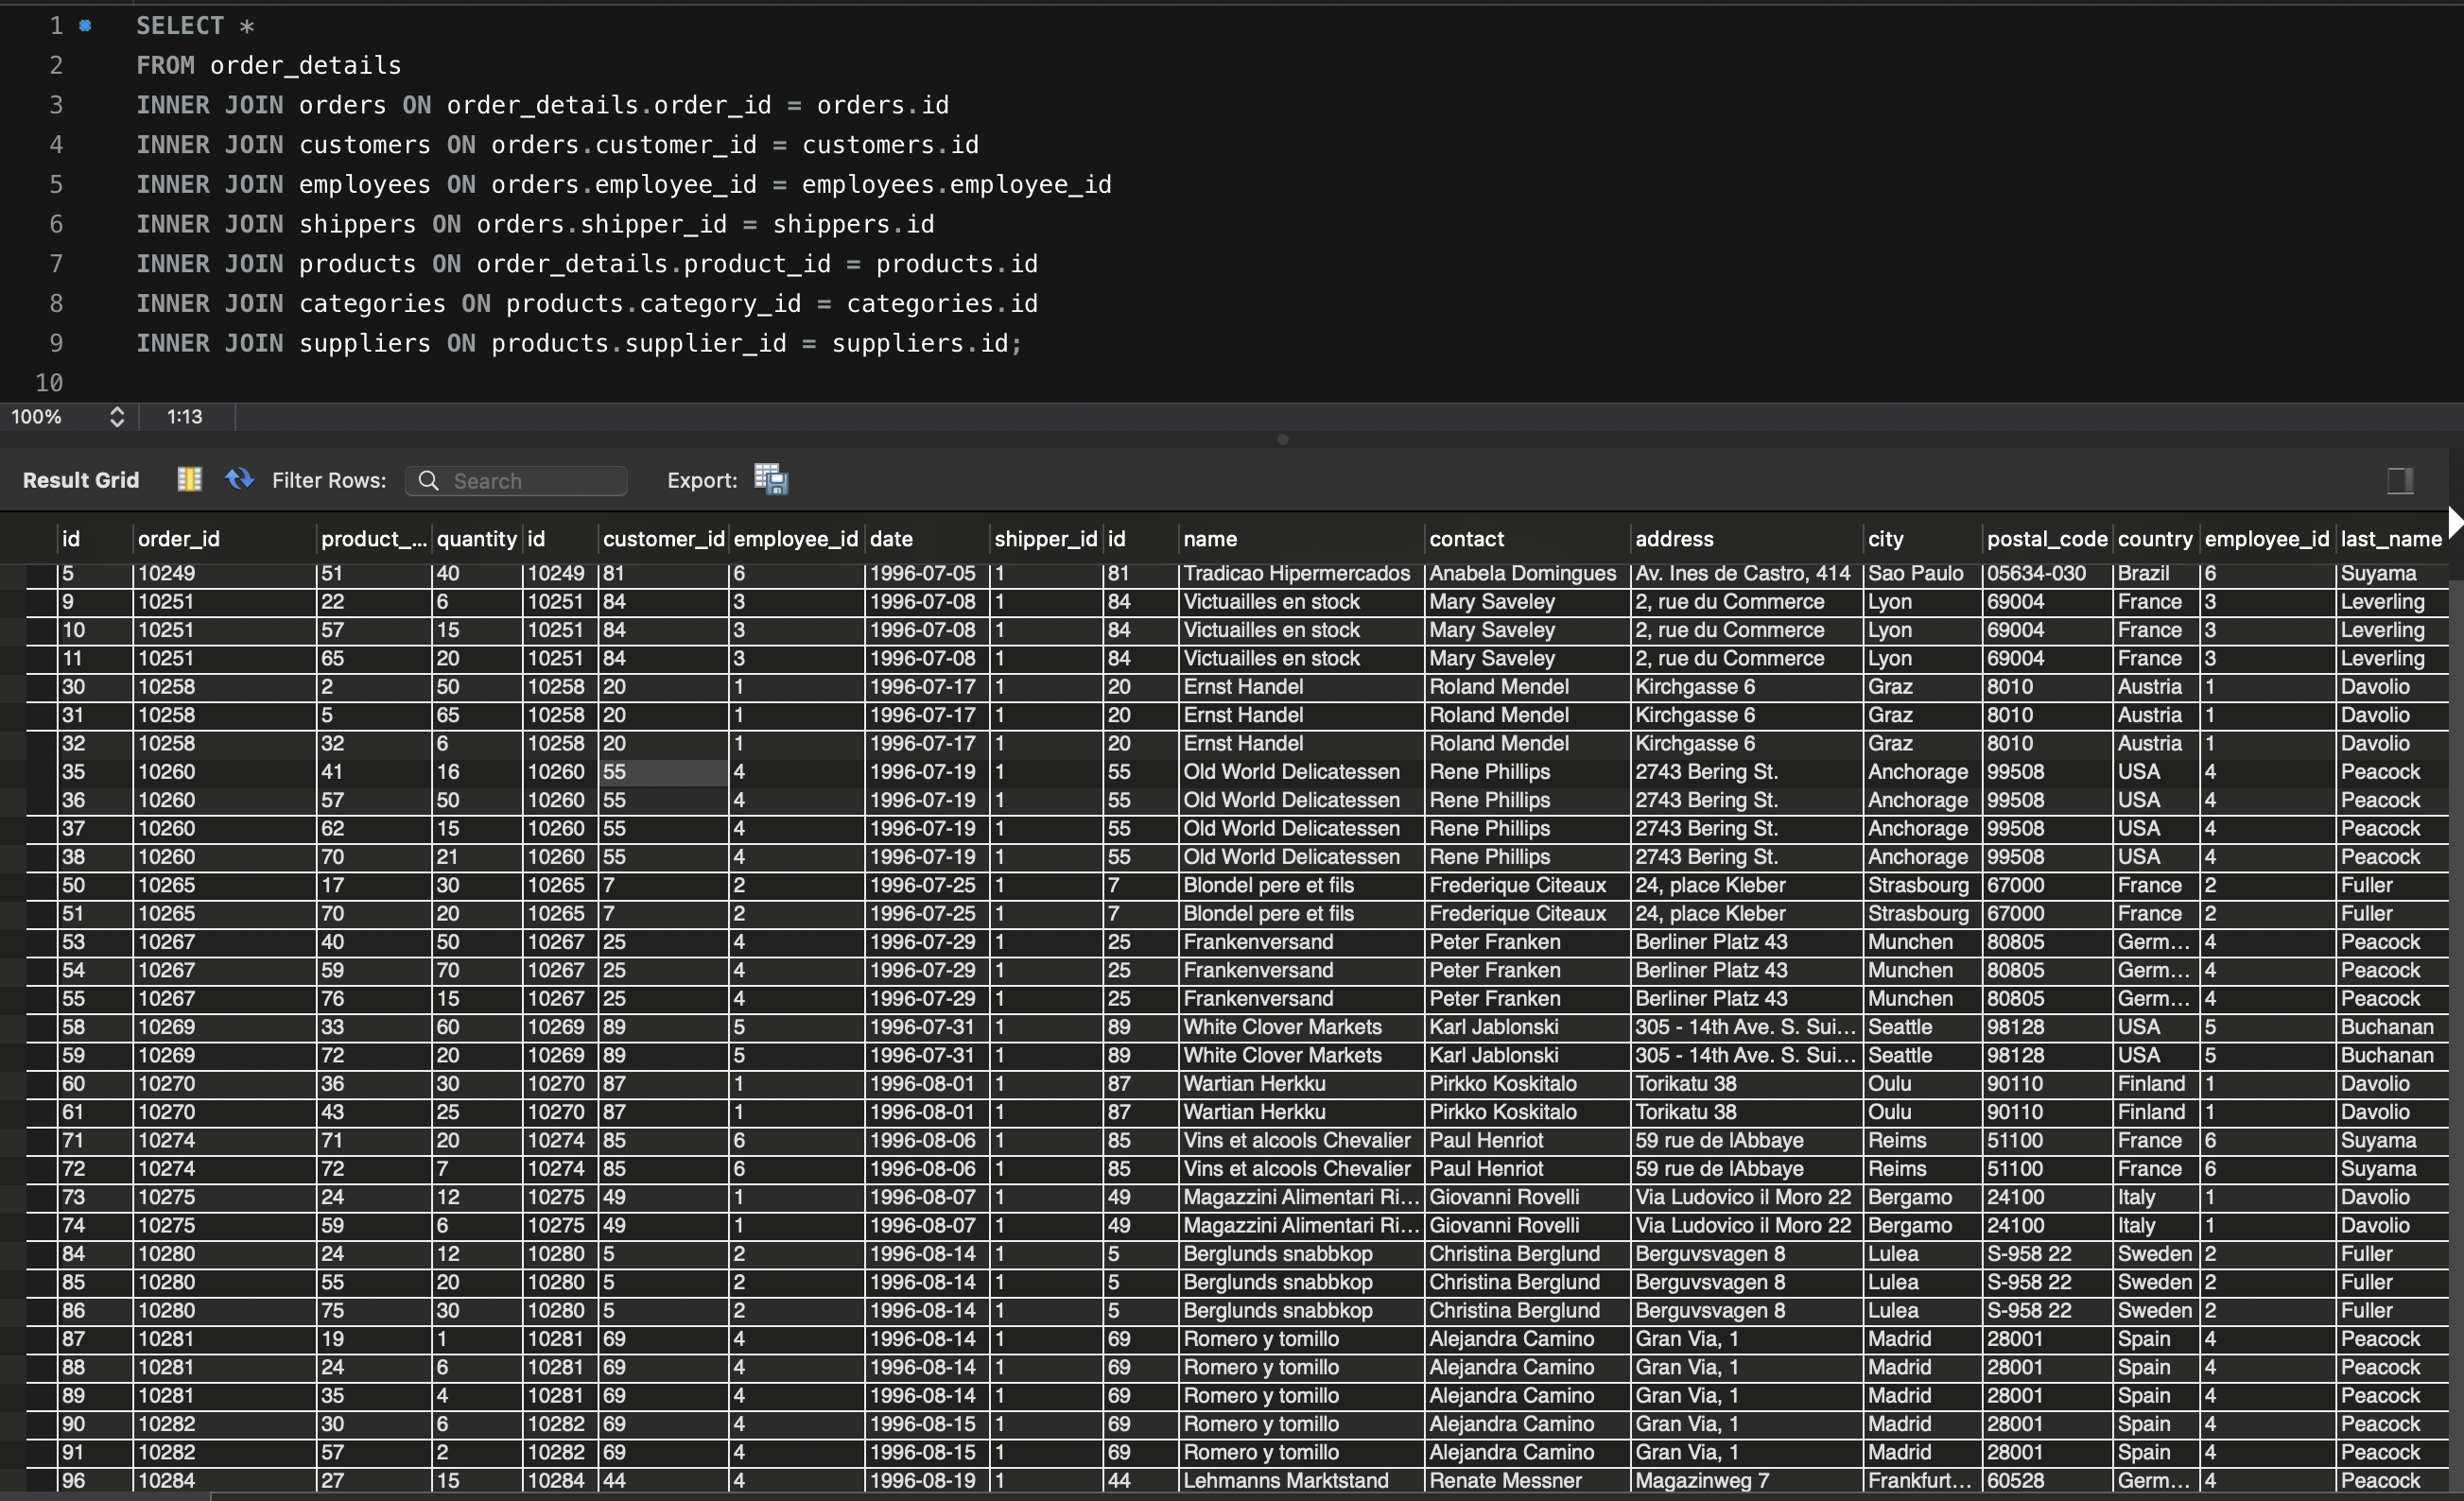 1 SELECT *
2 FROM order_details
3 INNER JOIN orders ON order_details.order_id = orders.id
4 INNER JOIN customers ON orders.customer_id = customers.id
5 INNER JOIN employees ON orders.employee_id = employees.employee_id
6 INNER JOIN shippers ON orders.shipper_id = shippers.id
7 INNER JOIN products ON order_details.product_id = products.id
8 INNER JOIN categories ON products.category_id = categories.id
9 INNER JOIN suppliers ON products.supplier_id = suppliers.id;
10
100% 1:13
Result Grid Filter Rows: Search Export:
id order_id product_... quantity id customer_id employee_id date shipper_id id name contact address city postal_code country employee_id last_name
5 10249 51 40 10249 81 6 1996-07-05 1 81 Tradicao Hipermercados Anabela Domingues Av. Ines de Castro, 414 Sao Paulo 05634-030 Brazil 6 Suyama
9 10251 22 6 10251 84 3 1996-07-08 1 84 Victuailles en stock Mary Saveley 2, rue du Commerce Lyon 69004 France 3 Leverling
10 10251 57 15 10251 84 3 1996-07-08 1 84 Victuailles en stock Mary Saveley 2, rue du Commerce Lyon 69004 France 3 Leverling
11 10251 65 20 10251 84 3 1996-07-08 1 84 Victuailles en stock Mary Saveley 2, rue du Commerce Lyon 69004 France 3 Leverling
30 10258 2 50 10258 20 1 1996-07-17 1 20 Ernst Handel Roland Mendel Kirchgasse 6 Graz 8010 Austria 1 Davolio
31 10258 5 65 10258 20 1 1996-07-17 1 20 Ernst Handel Roland Mendel Kirchgasse 6 Graz 8010 Austria 1 Davolio
32 10258 32 6 10258 20 1 1996-07-17 1 20 Ernst Handel Roland Mendel Kirchgasse 6 Graz 8010 Austria 1 Davolio
35 10260 41 16 10260 55 4 1996-07-19 1 55 Old World Delicatessen Rene Phillips 2743 Bering St. Anchorage 99508 USA 4 Peacock
36 10260 57 50 10260 55 4 1996-07-19 1 55 Old World Delicatessen Rene Phillips 2743 Bering St. Anchorage 99508 USA 4 Peacock
37 10260 62 15 10260 55 4 1996-07-19 1 55 Old World Delicatessen Rene Phillips 2743 Bering St. Anchorage 99508 USA 4 Peacock
38 10260 70 21 10260 55 4 1996-07-19 1 55 Old World Delicatessen Rene Phillips 2743 Bering St. Anchorage 99508 USA 4 Peacock
50 10265 17 30 10265 7 2 1996-07-25 1 7 Blondel pere et fils Frederique Citeaux 24, place Kleber Strasbourg 67000 France 2 Fuller
51 10265 70 20 10265 7 2 1996-07-25 1 7 Blondel pere et fils Frederique Citeaux 24, place Kleber Strasbourg 67000 France 2 Fuller
53 10267 40 50 10267 25 4 1996-07-29 1 25 Frankenversand Peter Franken Berliner Platz 43 Munchen 80805 Germ... 4 Peacock
54 10267 59 70 10267 25 4 1996-07-29 1 25 Frankenversand Peter Franken Berliner Platz 43 Munchen 80805 Germ... 4 Peacock
55 10267 76 15 10267 25 4 1996-07-29 1 25 Frankenversand Peter Franken Berliner Platz 43 Munchen 80805 Germ... 4 Peacock
58 10269 33 60 10269 89 5 1996-07-31 1 89 White Clover Markets Karl Jablonski 305 - 14th Ave. S. Sui... Seattle 98128 USA 5 Buchanan
59 10269 72 20 10269 89 5 1996-07-31 1 89 White Clover Markets Karl Jablonski 305 - 14th Ave. S. Sui... Seattle 98128 USA 5 Buchanan
60 10270 36 30 10270 87 1 1996-08-01 1 87 Wartian Herkku Pirkko Koskitalo Torikatu 38 Oulu 90110 Finland 1 Davolio
61 10270 43 25 10270 87 1 1996-08-01 1 87 Wartian Herkku Pirkko Koskitalo Torikatu 38 Oulu 90110 Finland 1 Davolio
71 10274 71 20 10274 85 6 1996-08-06 1 85 Vins et alcools Chevalier Paul Henriot 59 rue de lAbbaye Reims 51100 France 6 Suyama
72 10274 72 7 10274 85 6 1996-08-06 1 85 Vins et alcools Chevalier Paul Henriot 59 rue de lAbbaye Reims 51100 France 6 Suyama
73 10275 24 12 10275 49 1 1996-08-07 1 49 Magazzini Alimentari Ri... Giovanni Rovelli Via Ludovico il Moro 22 Bergamo 24100 Italy 1 Davolio
74 10275 59 6 10275 49 1 1996-08-07 1 49 Magazzini Alimentari Ri... Giovanni Rovelli Via Ludovico il Moro 22 Bergamo 24100 Italy 1 Davolio
84 10280 24 12 10280 5 2 1996-08-14 1 5 Berglunds snabbkop Christina Berglund Berguvsvagen 8 Lulea S-958 22 Sweden 2 Fuller
85 10280 55 20 10280 5 2 1996-08-14 1 5 Berglunds snabbkop Christina Berglund Berguvsvagen 8 Lulea S-958 22 Sweden 2 Fuller
86 10280 75 30 10280 5 2 1996-08-14 1 5 Berglunds snabbkop Christina Berglund Berguvsvagen 8 Lulea S-958 22 Sweden 2 Fuller
87 10281 19 1 10281 69 4 1996-08-14 1 69 Romero y tomillo Alejandra Camino Gran Via, 1 Madrid 28001 Spain 4 Peacock
88 10281 24 6 10281 69 4 1996-08-14 1 69 Romero y tomillo Alejandra Camino Gran Via, 1 Madrid 28001 Spain 4 Peacock
89 10281 35 4 10281 69 4 1996-08-14 1 69 Romero y tomillo Alejandra Camino Gran Via, 1 Madrid 28001 Spain 4 Peacock
90 10282 30 6 10282 69 4 1996-08-15 1 69 Romero y tomillo Alejandra Camino Gran Via, 1 Madrid 28001 Spain 4 Peacock
91 10282 57 2 10282 69 4 1996-08-15 1 69 Romero y tomillo Alejandra Camino Gran Via, 1 Madrid 28001 Spain 4 Peacock
96 10284 27 15 10284 44 4 1996-08-19 1 44 Lehmanns Marktstand Renate Messner Magazinweg 7 Frankfurt... 60528 Germ... 4 Peacock